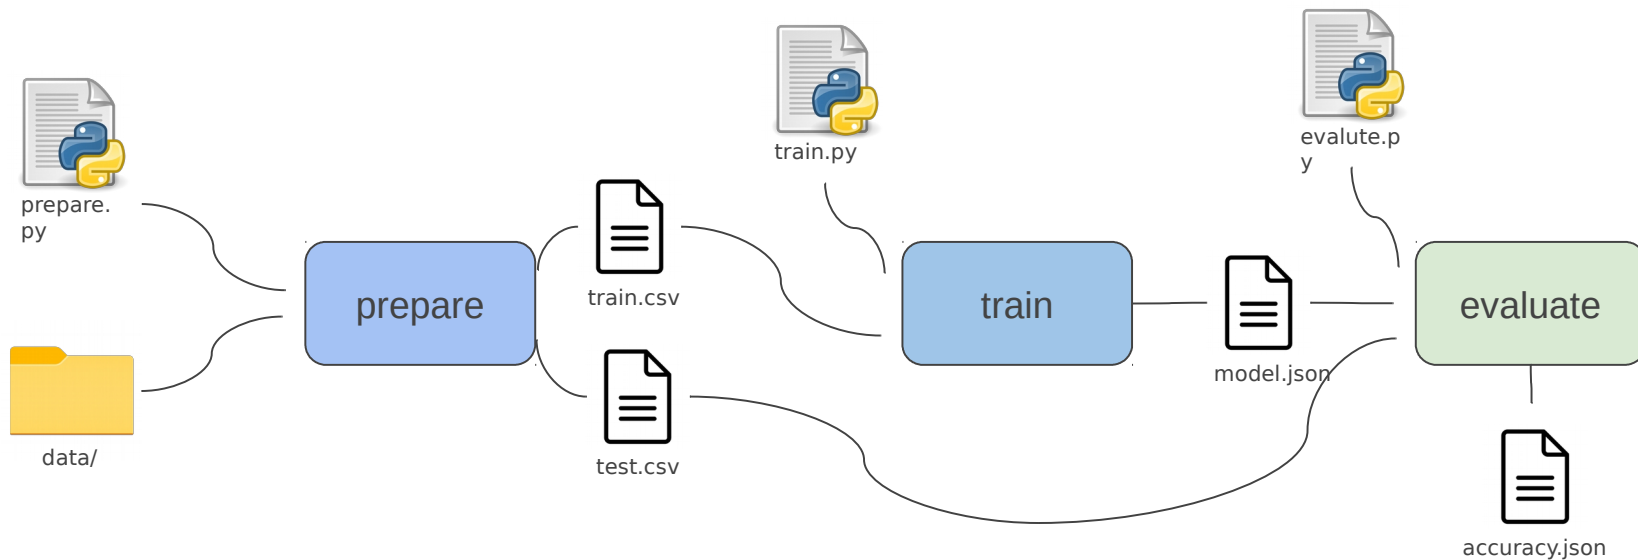 prepare.
py
data/
prepare
train.csv
test.csv
train.py
train
model.json
evalute.p
y
evaluate
accuracy.json